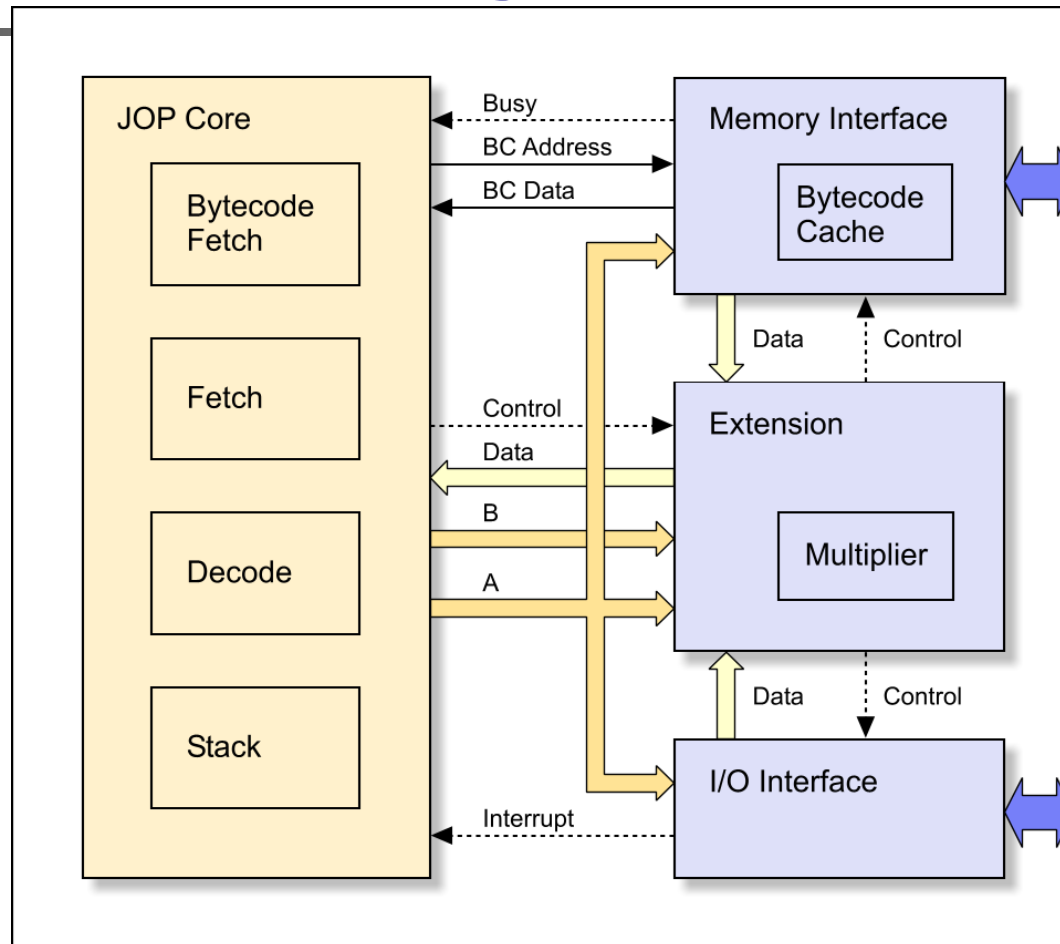 JOP Core
Bytecode
Fetch
Fetch
Decode
Stack
Busy
BC Address
BC Data
Control
Data
B
A
Interrupt
Memory Interface
Bytecode
Cache
Data
Control
Extension
Multiplier
Data
Control
I/O Interface